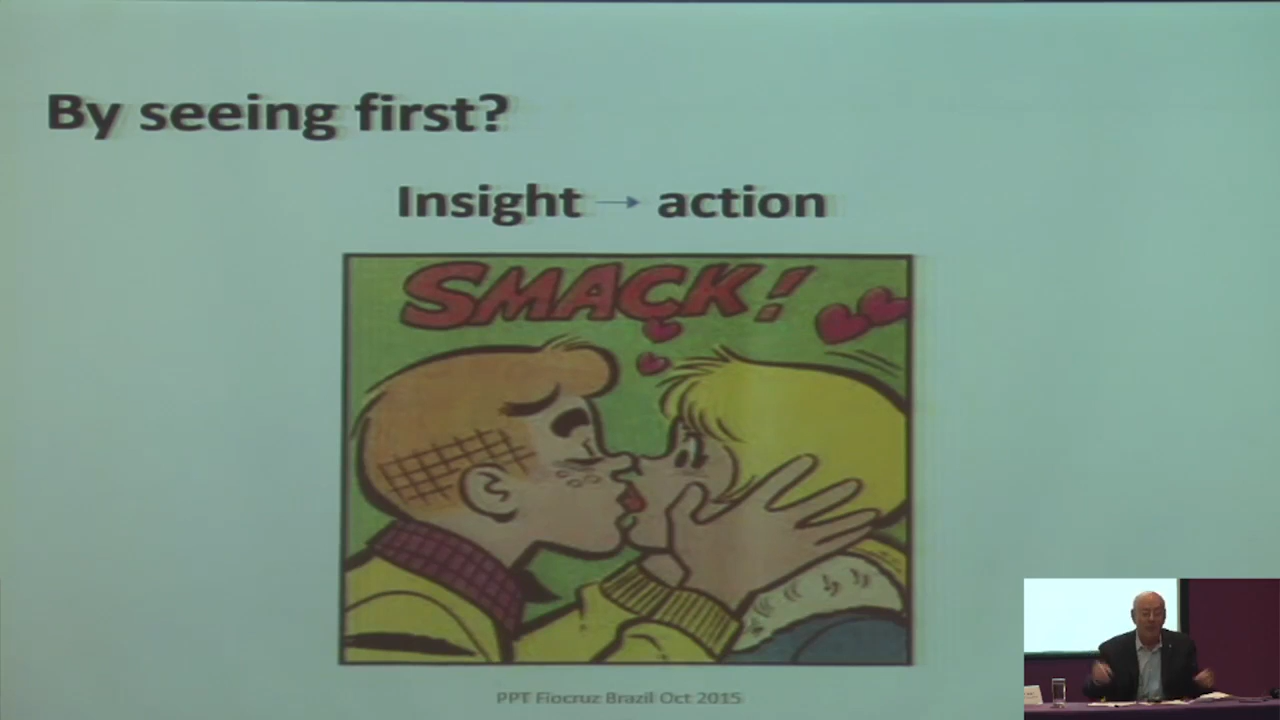 By seeing first?
Insight → action
SMACK!
PPT Fiocruz Brazil Oct 2015